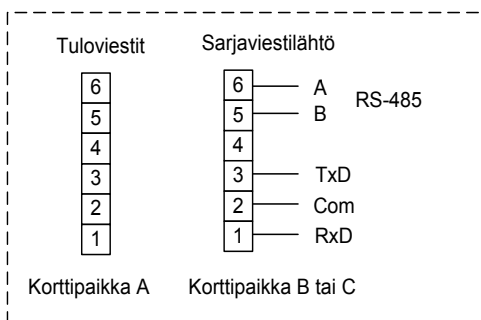 Tuloviestit
6
5
4
3
2
1
Korttipaikka A
Sarjaviestilähtö
6 A
5 B
RS-485
4
3 TxD
2 Com
1 RxD
Korttipaikka B tai C